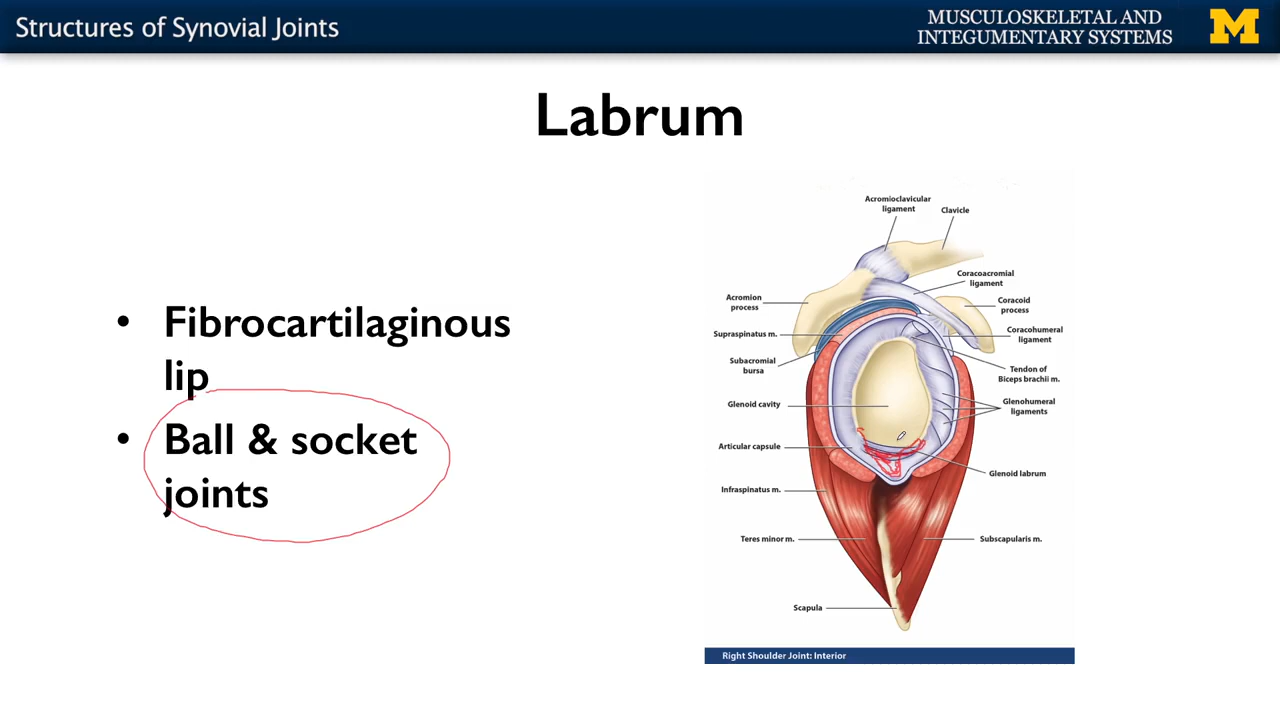 Structures of Synovial Joints
MUSCULOSKELETAL AND
INTEGUMENTARY SYSTEMS
M
Labrum
• Fibrocartilaginous
lip
• Ball & socket
joints
Acromioclavicular
ligament
Clavicle
Coracoacromial
ligament
Acromion
process
Coracoid
process
Supraspinatus m.
Coracohumeral
ligament
Subacromial
bursa
Tendon of
Biceps brachii m.
Glenoid cavity
Glenohumeral
ligaments
Articular capsule
Glenoid labrum
Infraspinatus m.
Teres minor m.
Subscapularis m.
Scapula
Right Shoulder Joint: Interior